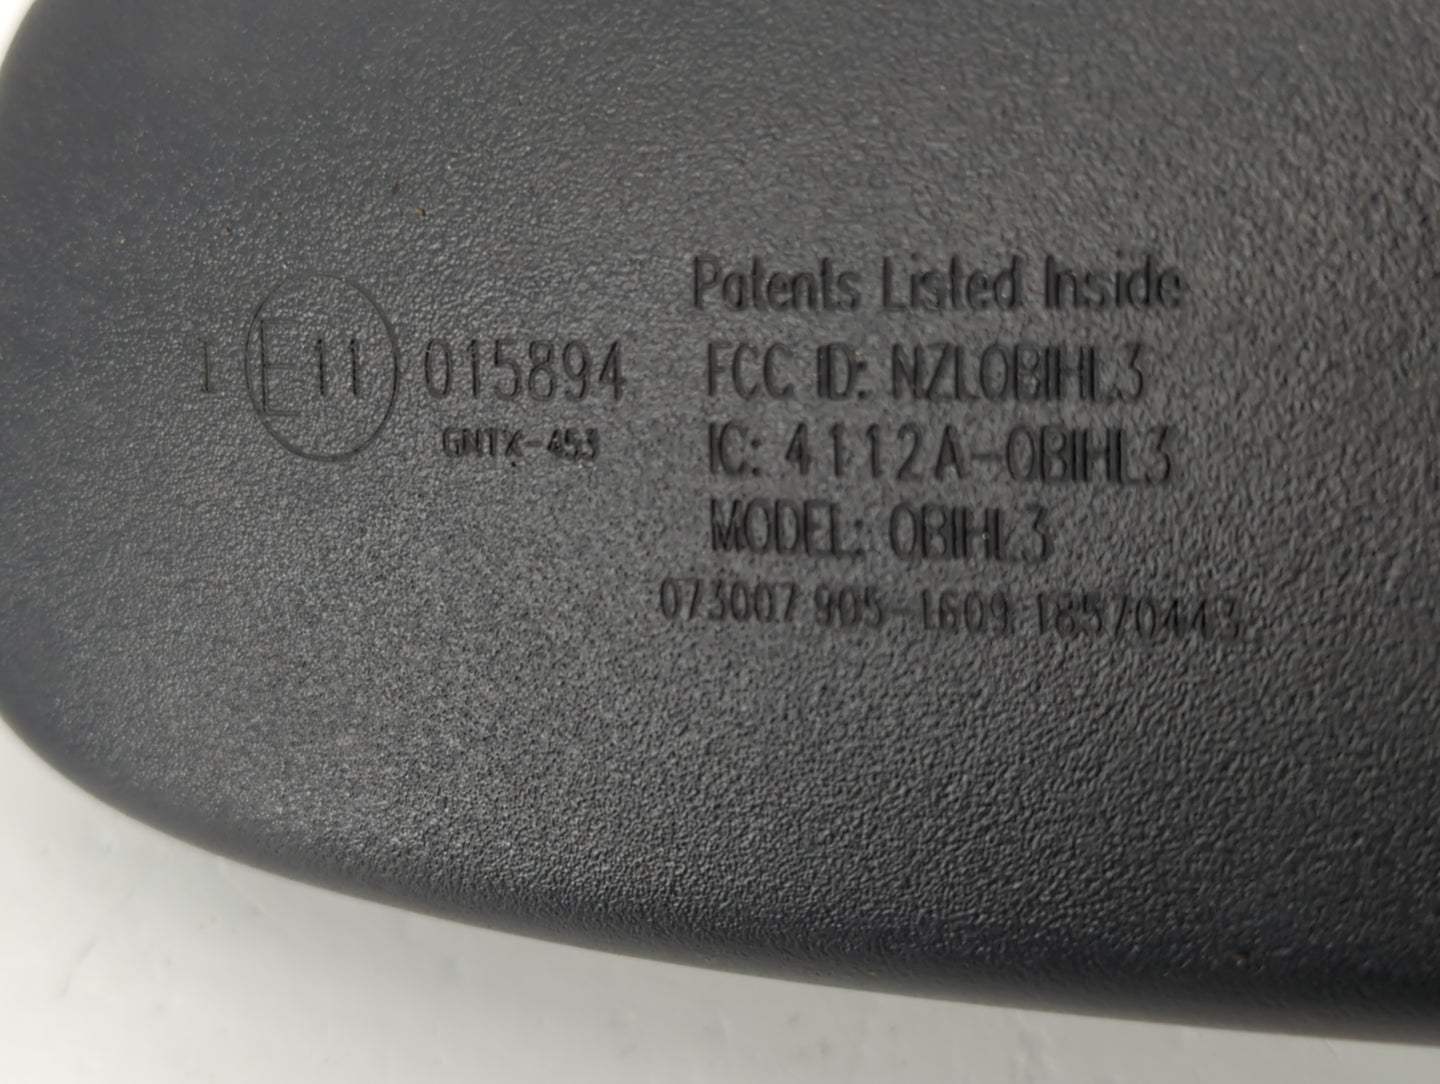 1 E11 015894
GNTX-453
Patents Listed Inside
FCC ID: NZLOBIHL3
IC: 4112A-OBIHL3
MODEL: OBIHL3
073007 905-1609 18570443